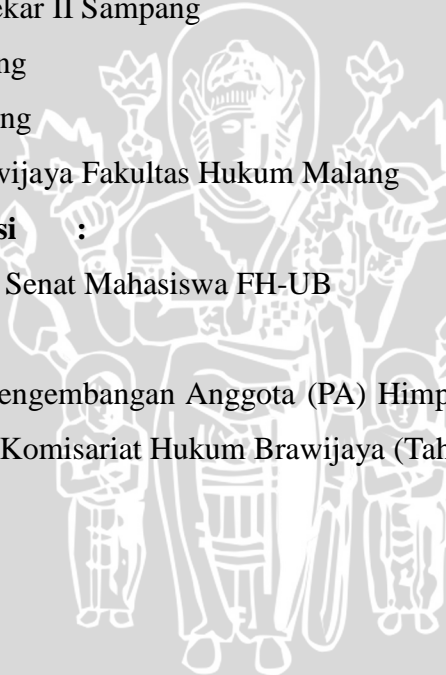 ekar II Sampang
ng
ng
wijaya Fakultas Hukum Malang
si :
Senat Mahasiswa FH-UB
engembangan Anggota (PA) Himp
Komisariat Hukum Brawijaya (Tah